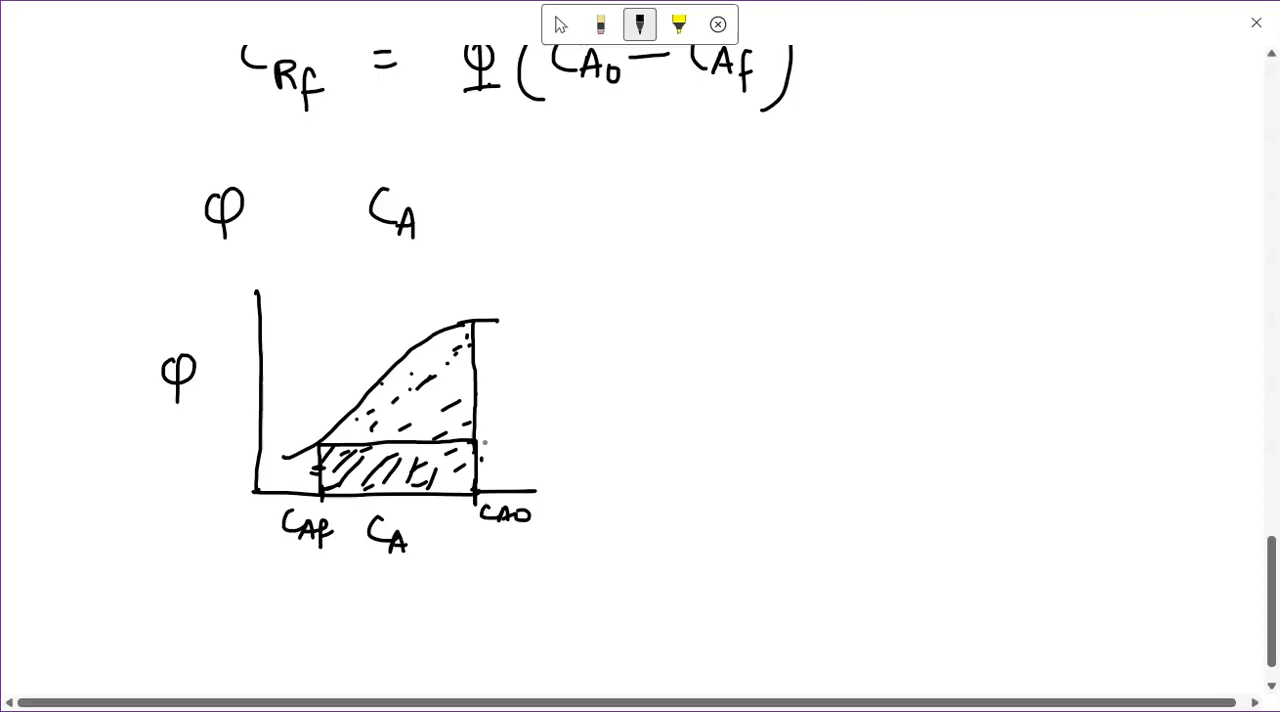 C_Rf = Φ(C_A0 — C_Af)
φ C_A
φ
C_Af C_A C_A0